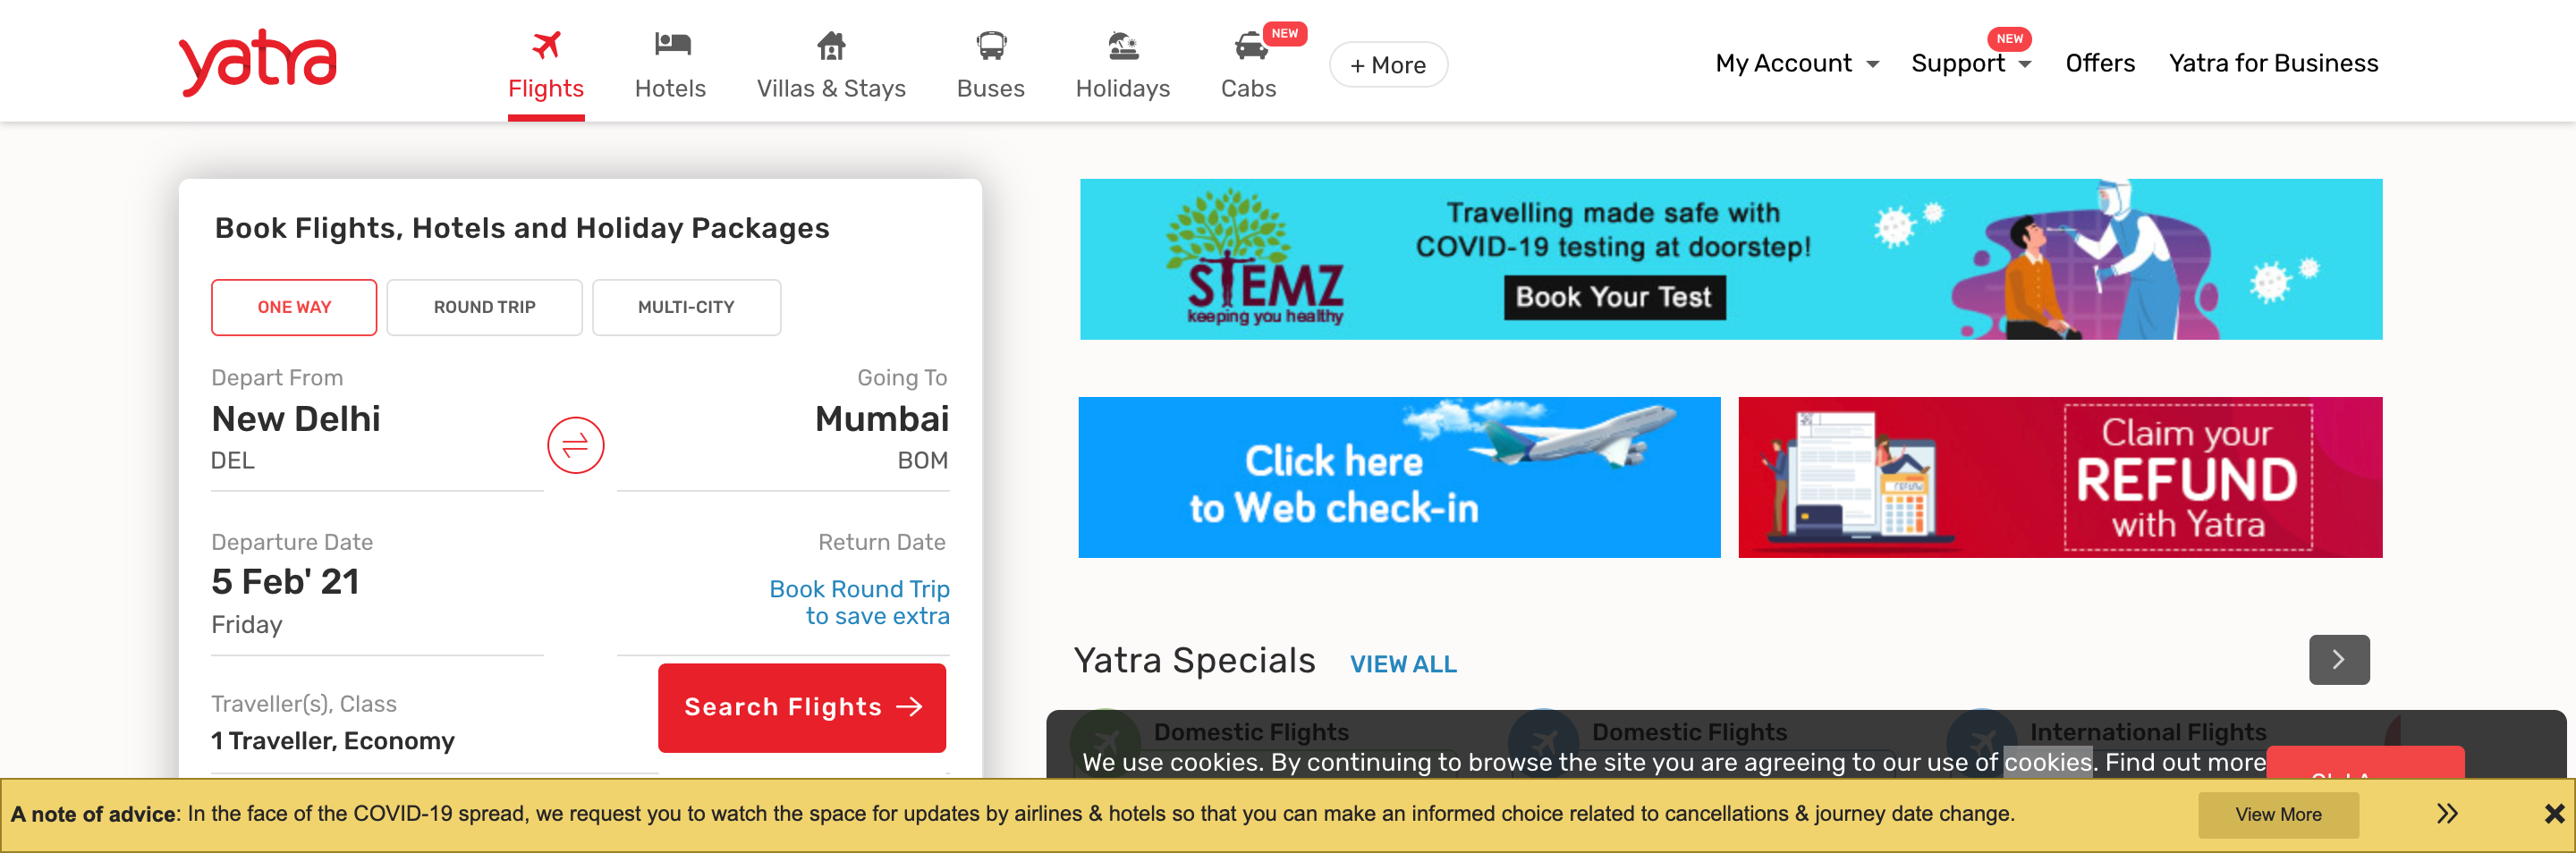 yatra
Flights
Hotels
Villas & Stays
Buses
Holidays
NEW
Cabs
+ More
My Account
NEW
Support
Offers
Yatra for Business
Book Flights, Hotels and Holiday Packages
ONE WAY
ROUND TRIP
MULTI-CITY
Depart From
New Delhi
DEL
Going To
Mumbai
BOM
Departure Date
5 Feb' 21
Friday
Return Date
Book Round Trip
to save extra
Traveller(s), Class
1 Traveller, Economy
Search Flights
STEMZ
keeping you healthy
Travelling made safe with
COVID-19 testing at doorstep!
Book Your Test
Click here
to Web check-in
Claim your
REFUND
with Yatra
Yatra Specials
VIEW ALL
Domestic Flights
Domestic Flights
International Flights
We use cookies. By continuing to browse the site you are agreeing to our use of cookies. Find out more
A note of advice: In the face of the COVID-19 spread, we request you to watch the space for updates by airlines & hotels so that you can make an informed choice related to cancellations & journey date change.
View More